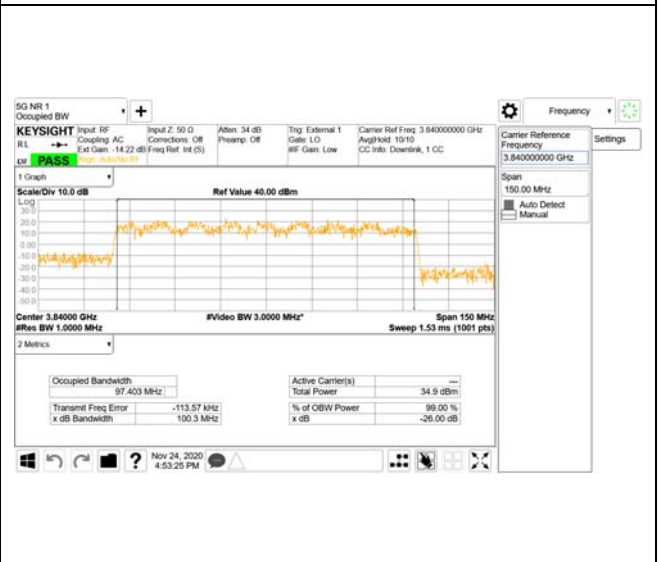 5G NR 1
Occupied BW
+
Frequency
KEYSIGHT
R L
PASS
Input: RF
Coupling: AC
Ext Gain: -14.22 dB
Align: Auto/No RF
Input Z: 50 Ω
Corrections: Off
Freq Ref: Int (S)
Atten: 34 dB
Preamp: Off
Trig: External 1
Gate: LO
#IF Gain: Low
Carrier Ref Freq: 3.840000000 GHz
Avg|Hold: 10/10
CC Info: Downlink, 1 CC
Carrier Reference
Frequency
3.840000000 GHz
Settings
Span
150.00 MHz
Auto Detect
Manual
1 Graph
Scale/Div 10.0 dB
Ref Value 40.00 dBm
Log
30.0
20.0
10.0
0.00
-10.0
-20.0
-30.0
-40.0
-50.0
Center 3.84000 GHz
#Video BW 3.0000 MHz*
Span 150 MHz
#Res BW 1.0000 MHz
Sweep 1.53 ms (1001 pts)
2 Metrics
Occupied Bandwidth
97.403 MHz
Active Carrier(s)
---
Total Power
34.9 dBm
Transmit Freq Error
-113.57 kHz
% of OBW Power
99.00 %
x dB Bandwidth
100.3 MHz
x dB
-26.00 dB
?
Nov 24, 2020
4:53:25 PM